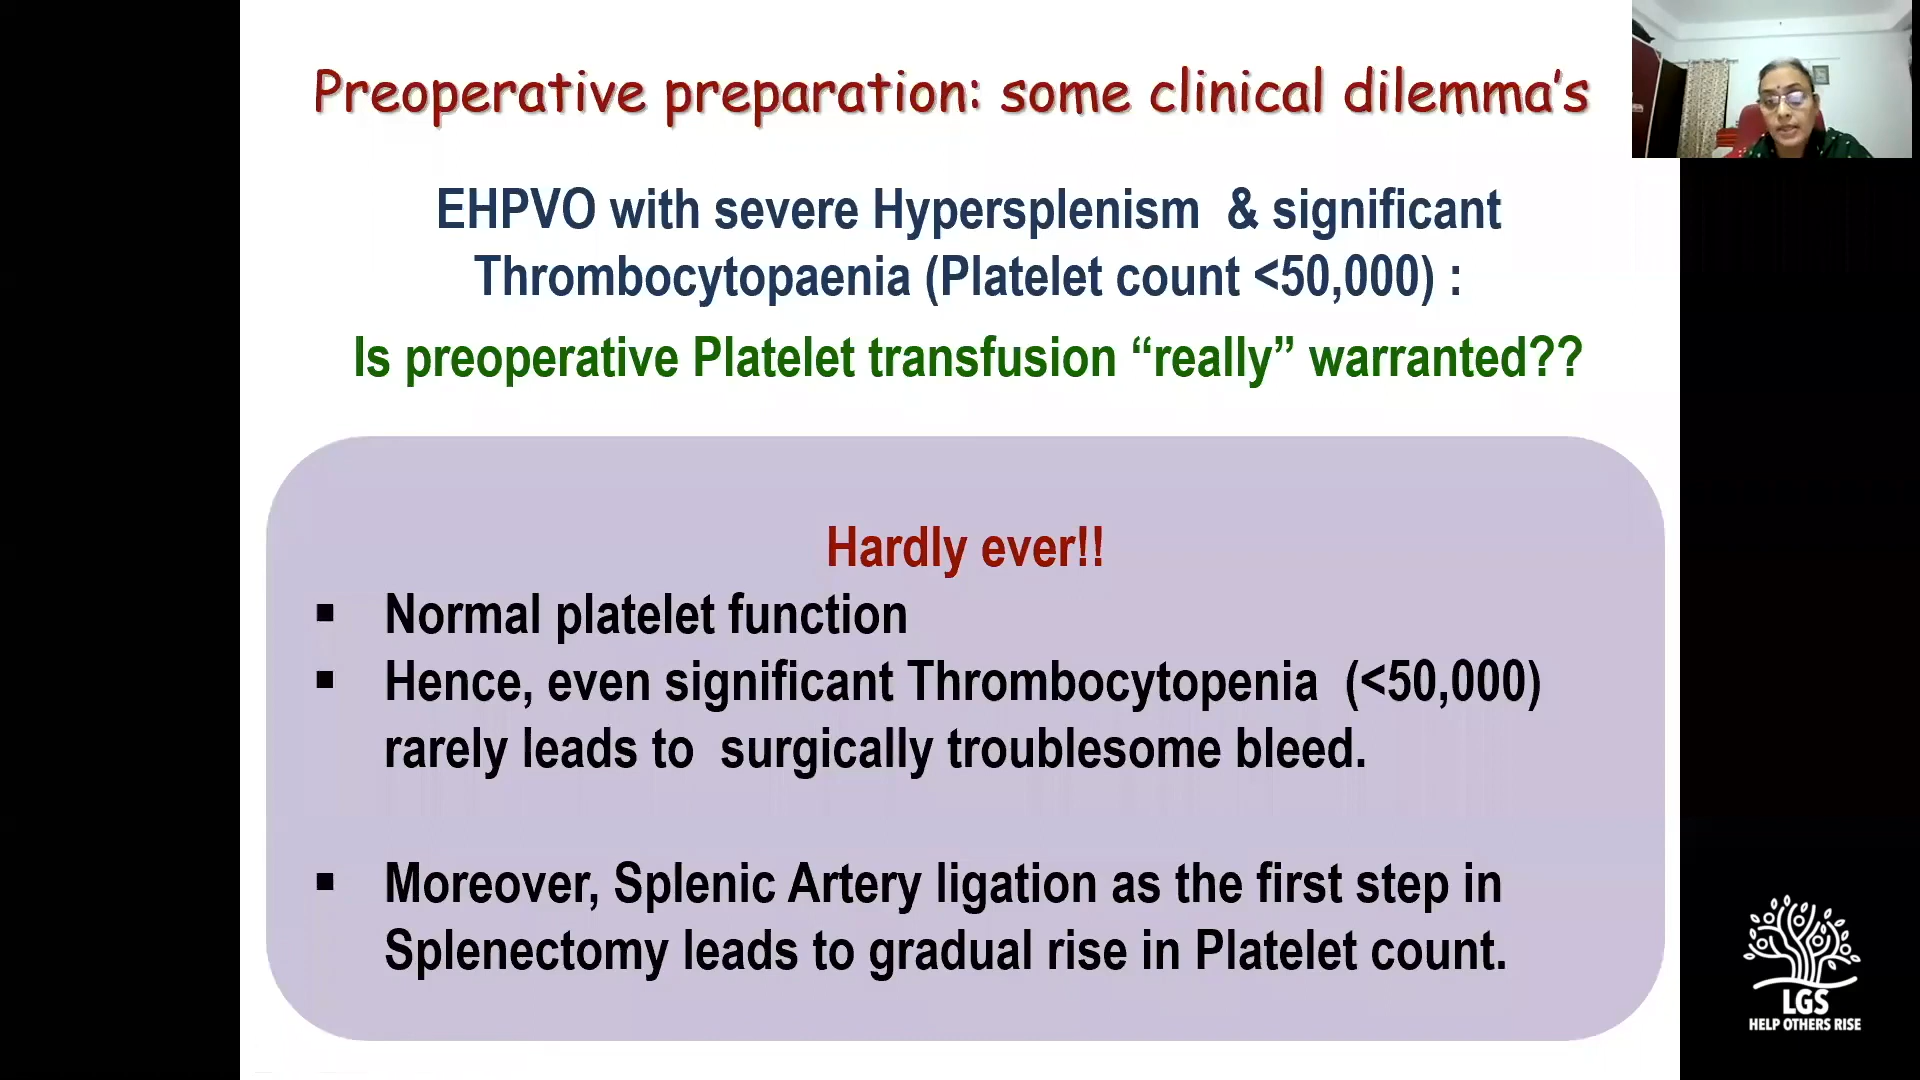 Preoperative preparation: some clinical dilemma’s
EHPVO with severe Hypersplenism & significant
Thrombocytopaenia (Platelet count <50,000) :
Is preoperative Platelet transfusion “really” warranted??
Hardly ever!!
▪ Normal platelet function
▪ Hence, even significant Thrombocytopenia (<50,000)
rarely leads to surgically troublesome bleed.
▪ Moreover, Splenic Artery ligation as the first step in
Splenectomy leads to gradual rise in Platelet count.
LGS
HELP OTHERS RISE